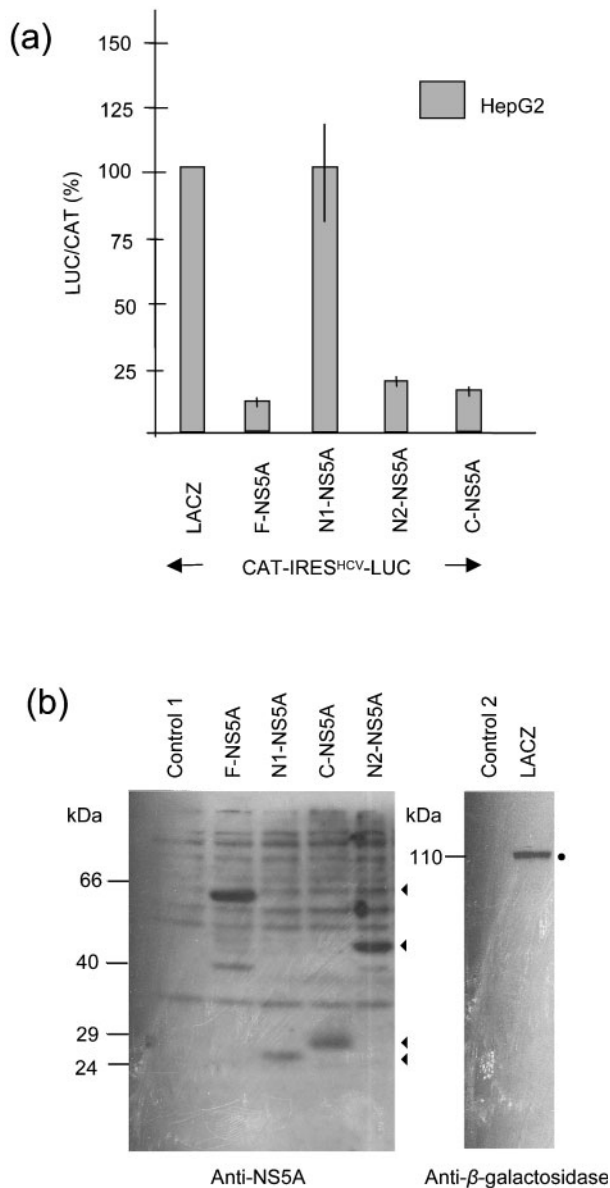 (a)
150
125
100
75
50
25
LUC/CAT (%)
HepG2
LACZ
F-NS5A
N1-NS5A
N2-NS5A
C-NS5A
CAT-IRESHCV-LUC
(b)
Control 1
F-NS5A
N1-NS5A
C-NS5A
N2-NS5A
Control 2
LACZ
kDa
66
40
29
24
kDa
110
Anti-NS5A
Anti-β-galactosidase